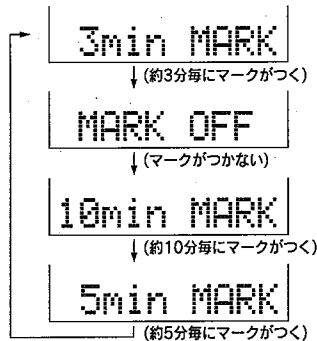 3min MARK
(約3分毎にマークがつく)
MARK OFF
(マークがつかない)
10min MARK
(約10分毎にマークがつく)
5min MARK
(約5分毎にマークがつく)